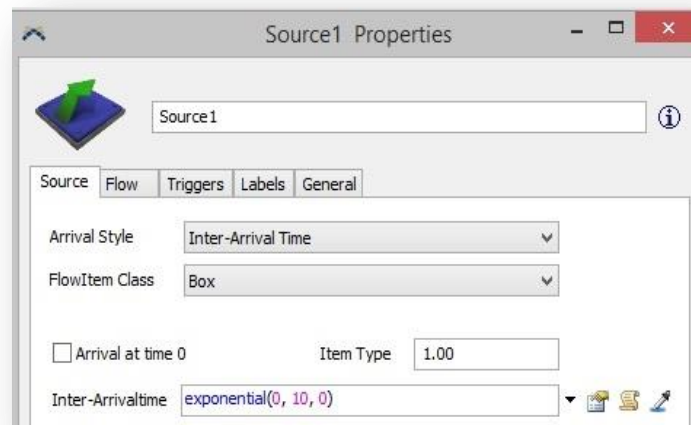 Source1 Properties
Source1
Source Flow Triggers Labels General
Arrival Style Inter-Arrival Time
FlowItem Class Box
Arrival at time 0 Item Type 1.00
Inter-Arrivaltime exponential(0, 10, 0)